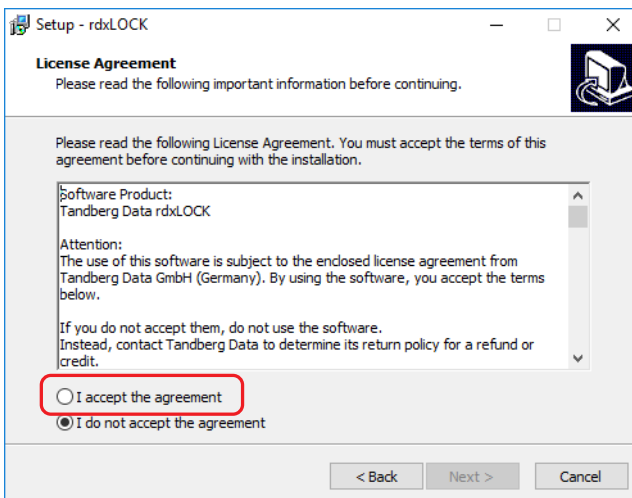 Setup - rdxLOCK
License Agreement
Please read the following important information before continuing.
Please read the following License Agreement. You must accept the terms of this
agreement before continuing with the installation.
Software Product:
Tandberg Data rdxLOCK
Attention:
The use of this software is subject to the enclosed license agreement from
Tandberg Data GmbH (Germany). By using the software, you accept the terms
below.
If you do not accept them, do not use the software.
Instead, contact Tandberg Data to determine its return policy for a refund or
credit.
I accept the agreement
I do not accept the agreement
< Back Next > Cancel